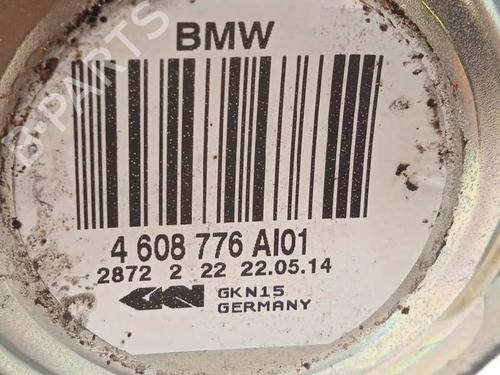 BMW
4 608 776 AI01
2872 2 22 22.05.14
GKN GKN15
GERMANY
B-PARTS